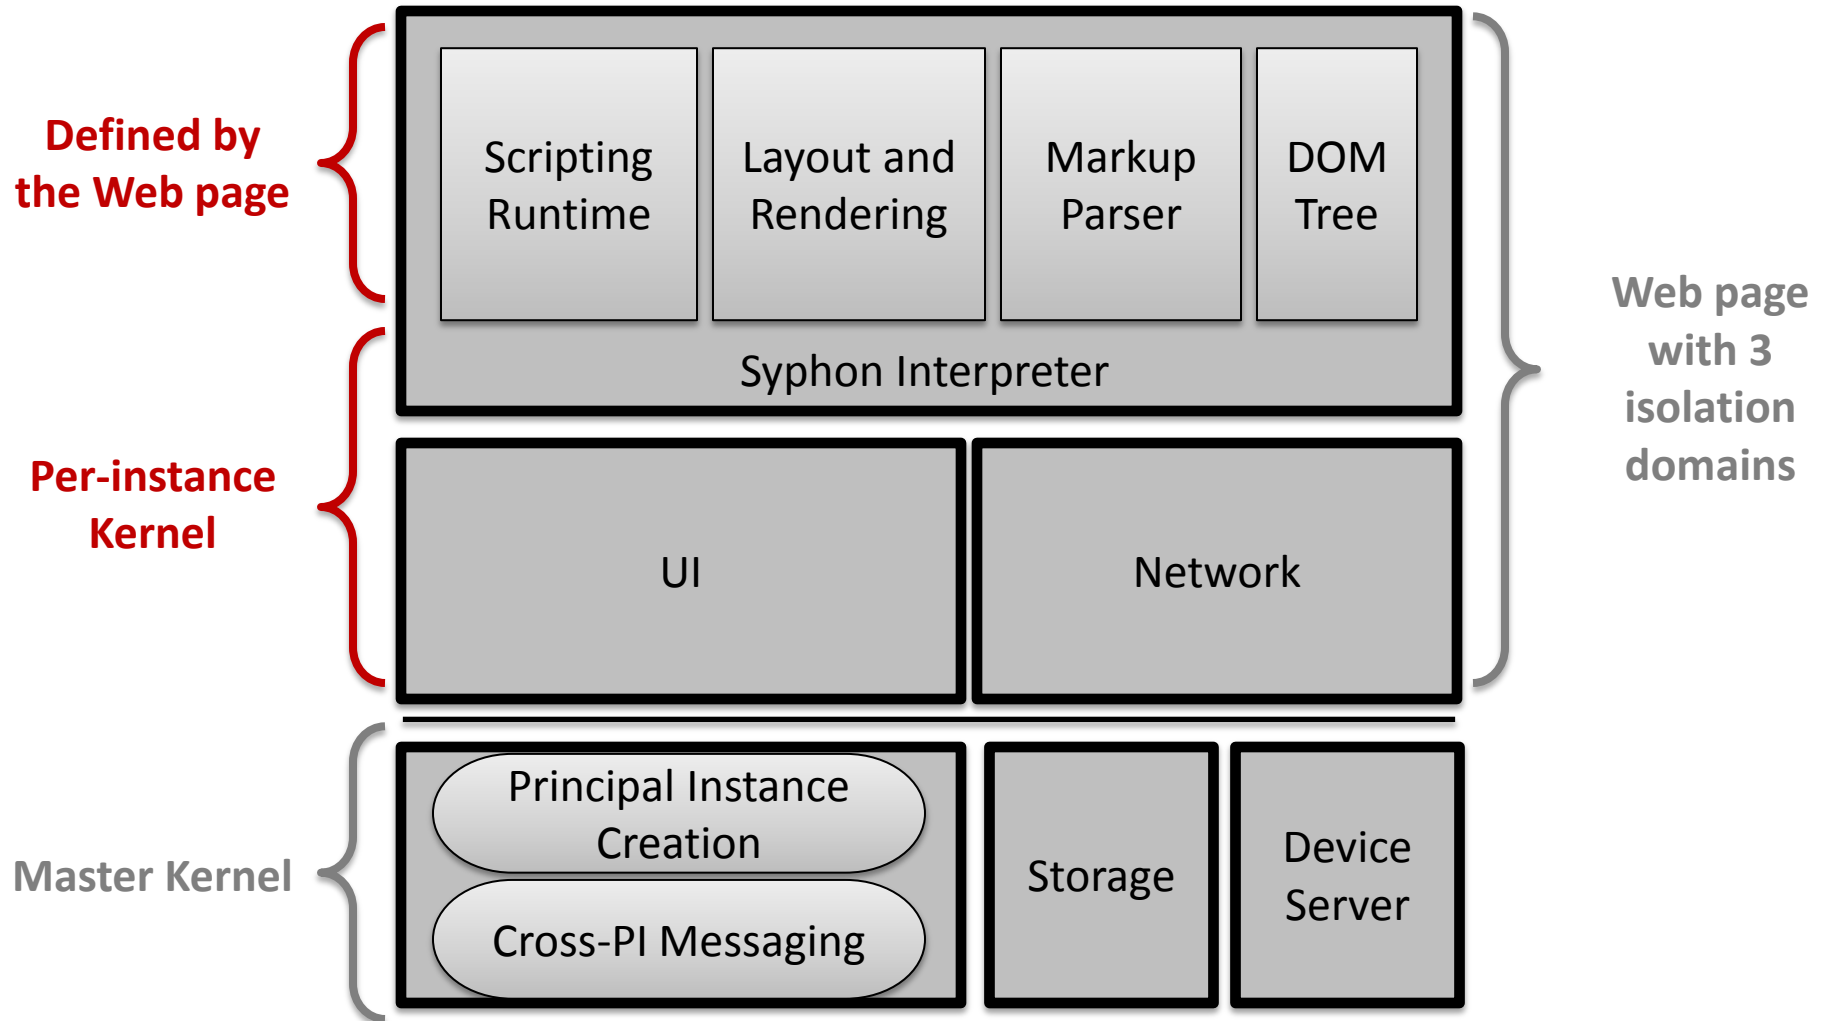 Defined by
the Web page
Scripting
Runtime
Layout and
Rendering
Markup
Parser
DOM
Tree
Syphon Interpreter
Web page
with 3
isolation
domains
Per-instance
Kernel
UI
Network
Master Kernel
Principal Instance
Creation
Cross-PI Messaging
Storage
Device
Server